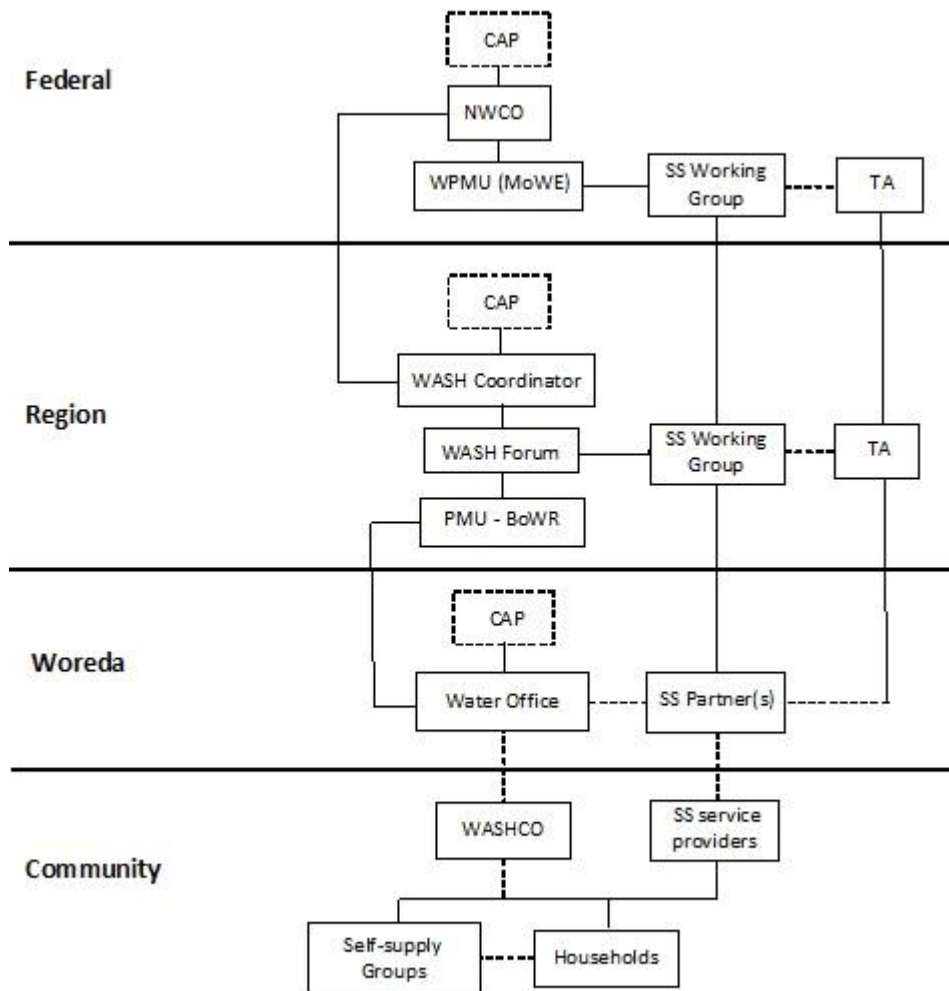 CAP
Federal
NWCO
WPMU (MoWE)
SS Working
Group
TA
CAP
WASH Coordinator
Region
WASH Forum
SS Working
Group
TA
PMU - BoWR
CAP
Woreda
Water Office
SS Partner(s)
WASHCO
SS service
providers
Community
Self-supply
Groups
Households